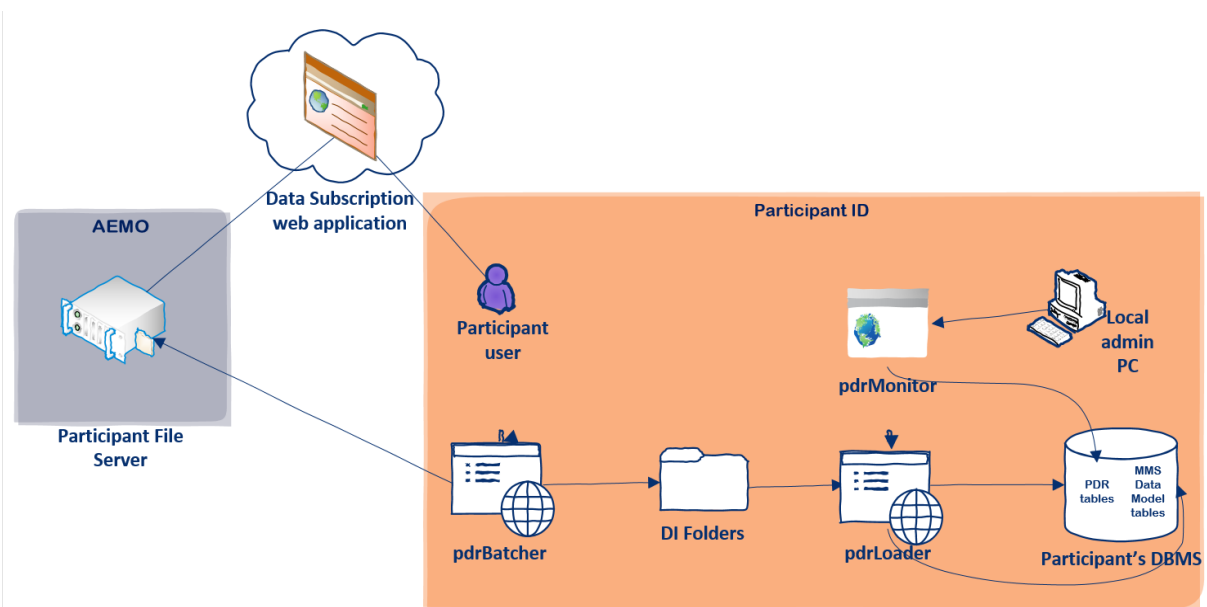 Data Subscription
web application
AEMO
Participant ID
Participant
user
Local
admin
PC
pdrMonitor
Participant File
Server
PDR
tables
MMS
Data
Model
tables
DI Folders
pdrBatcher
pdrLoader
Participant's DBMS